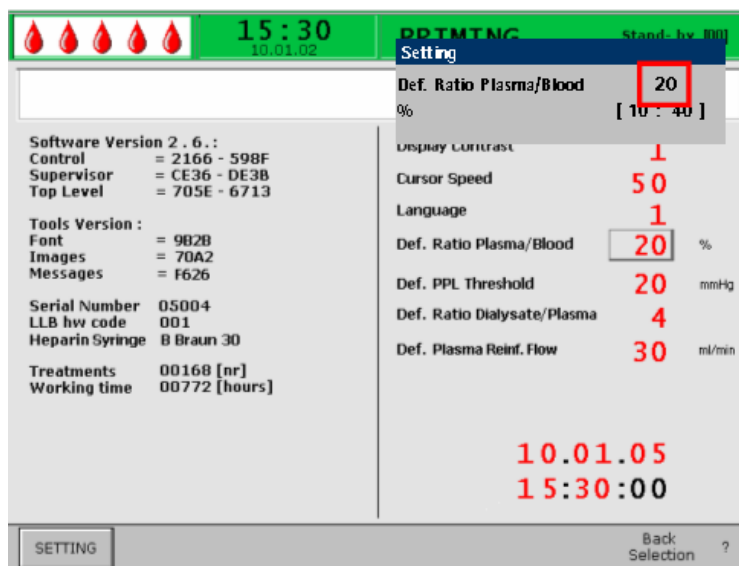 15:30
10.01.02
PRIMING
Stand-by [00]
Setting
Def. Ratio Plasma/Blood 20
% [ 10 : 40 ]
Software Version 2 . 6 . :
Control = 2166 - 598F
Supervisor = CE36 - DE3B
Top Level = 705E - 6713
Tools Version :
Font = 9B2B
Images = 70A2
Messages = F626
Serial Number 05004
LLB hw code 001
Heparin Syringe B Braun 30
Treatments 00168 [nr]
Working time 00772 [hours]
Display Contrast 1
Cursor Speed 50
Language 1
Def. Ratio Plasma/Blood 20 %
Def. PPL Threshold 20 mmHg
Def. Ratio Dialysate/Plasma 4
Def. Plasma Reinf. Flow 30 ml/min
10.01.05
15:30:00
SETTING
Back
Selection
?